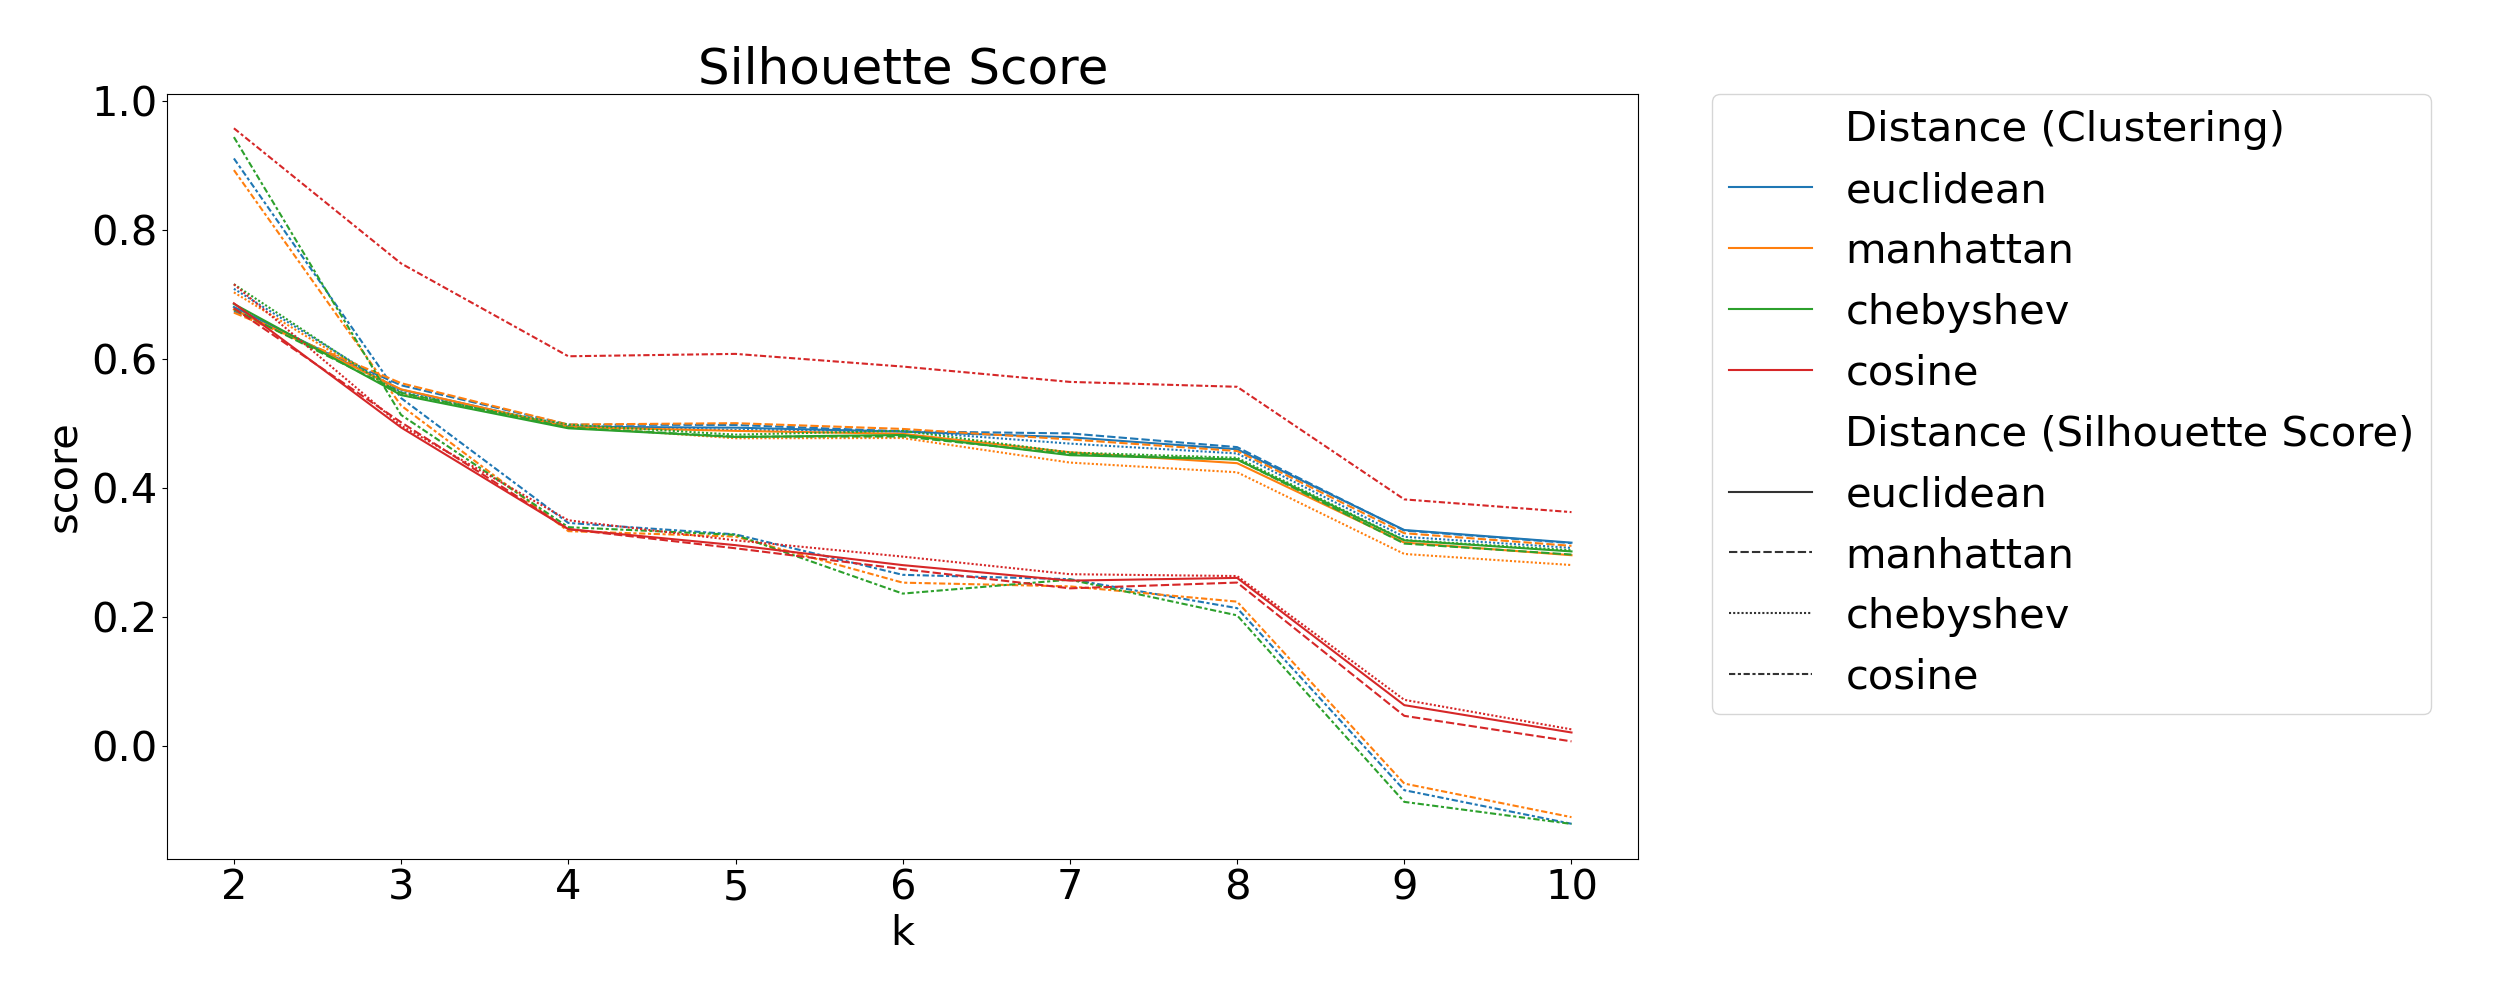 Silhouette Score
1.0
0.8
0.6
0.4
0.2
0.0
score
2 3 4 5 6 7 8 9 10
k
Distance (Clustering)
euclidean
manhattan
chebyshev
cosine
Distance (Silhouette Score)
euclidean
manhattan
chebyshev
cosine